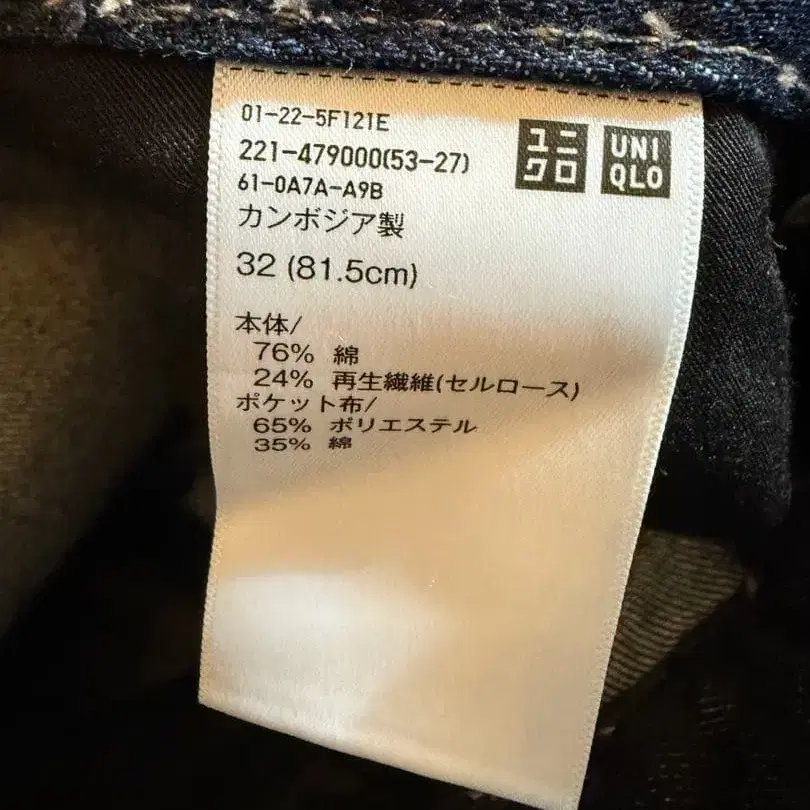 01-22-5F121E
221-479000(53-27)
61-0A7A-A9B
ユニ
クロ
UNI
QLO
カンボジア製
32 (81.5cm)
本体/
76% 綿
24% 再生繊維(セルロース)
ポケット布/
65% ポリエステル
35% 綿